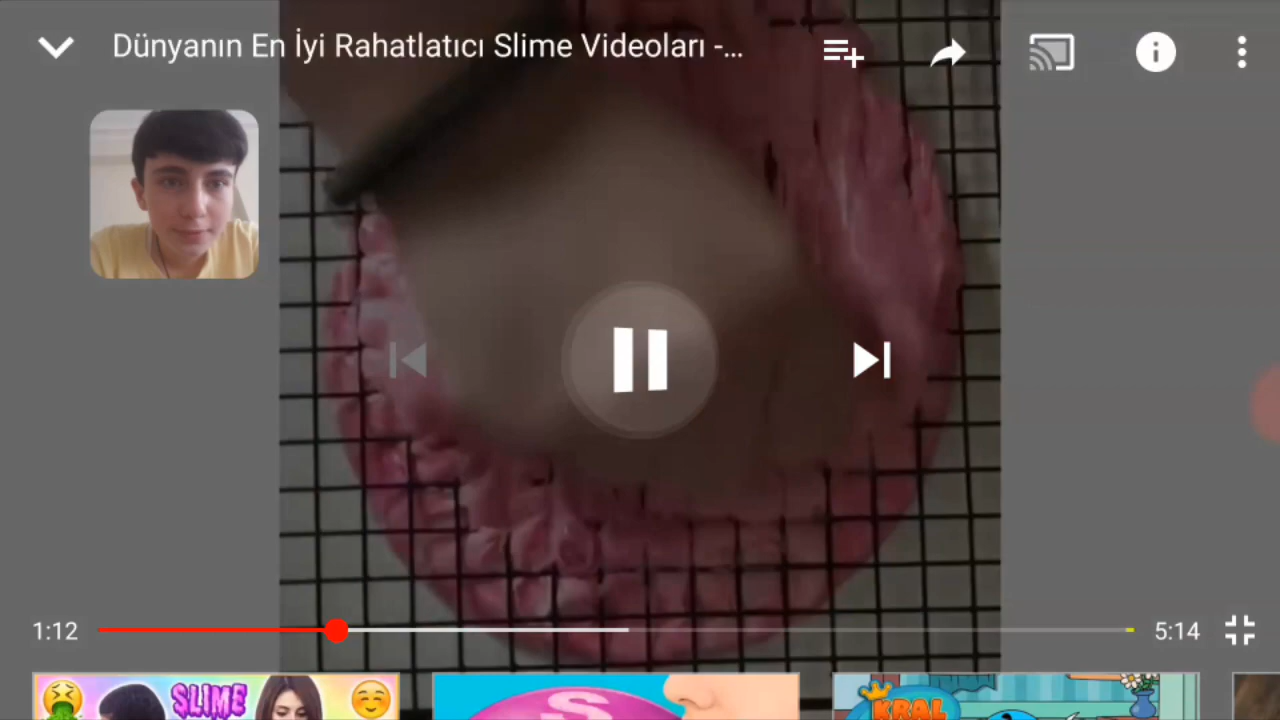 Dünyanın En İyi Rahatlatıcı Slime Videoları -...
1:12
5:14
SLIME
S
KRAL